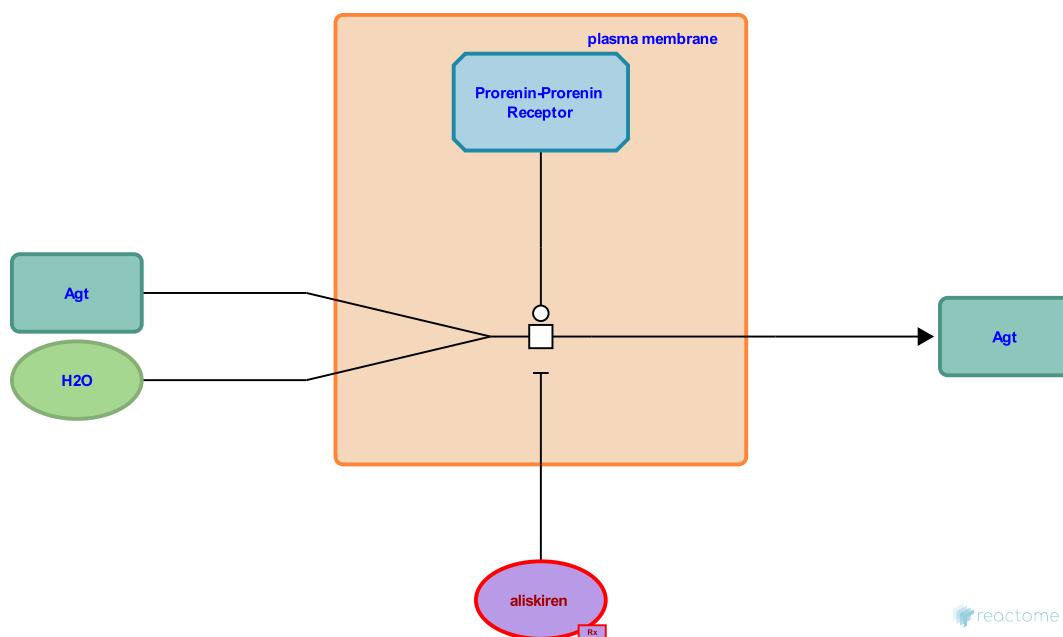 plasma membrane
Prorenin-Prorenin
Receptor
Agt
H2O
Agt
aliskiren
Rx
reactome